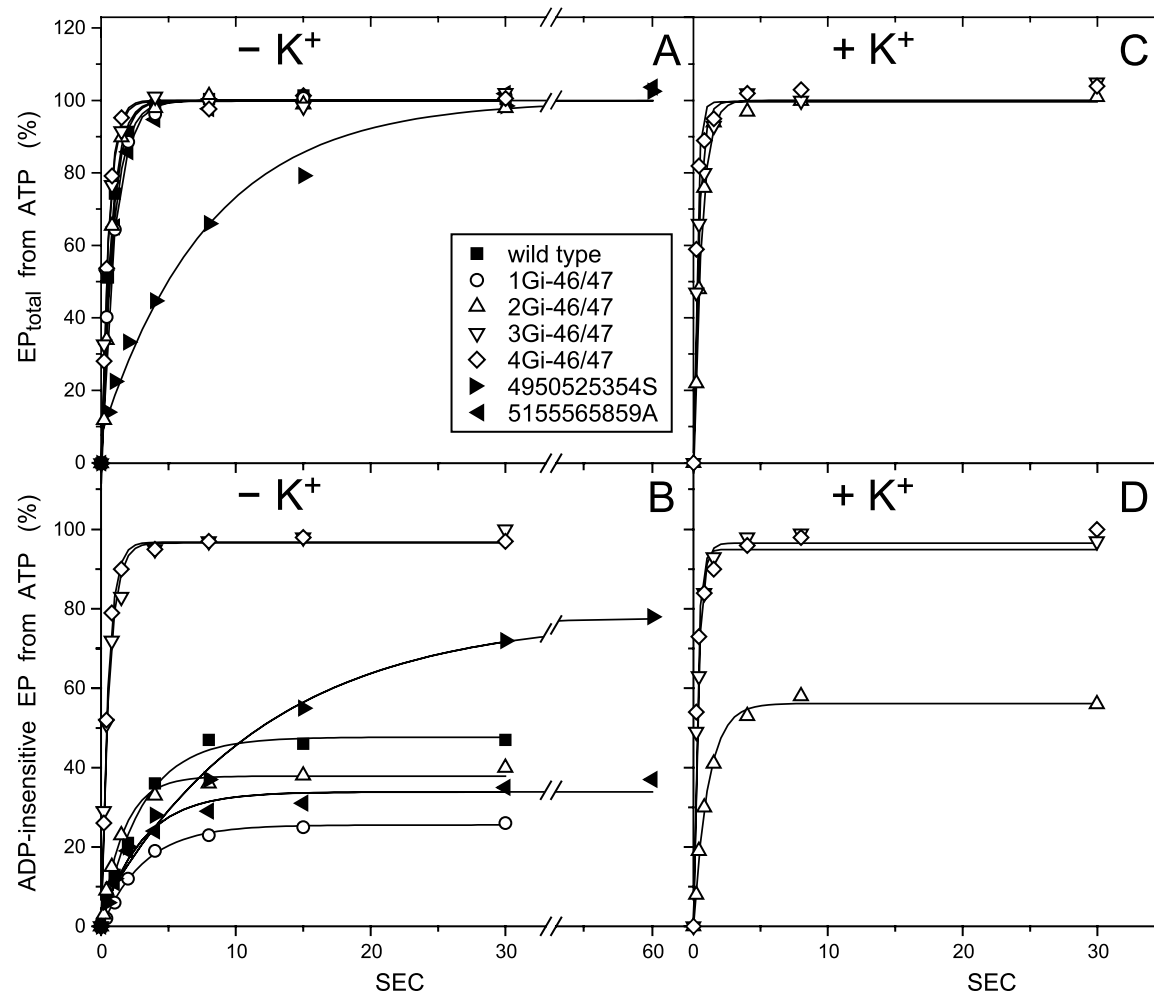 − K⁺
A
120
100
80
60
40
20
0
EPtotal from ATP (%)
wild type
1Gi-46/47
2Gi-46/47
3Gi-46/47
4Gi-46/47
4950525354S
5155565859A
+ K⁺
C
− K⁺
B
100
80
60
40
20
0
ADP-insensitive EP from ATP (%)
0 10 20 30 60
SEC
+ K⁺
D
0 10 20 30
SEC